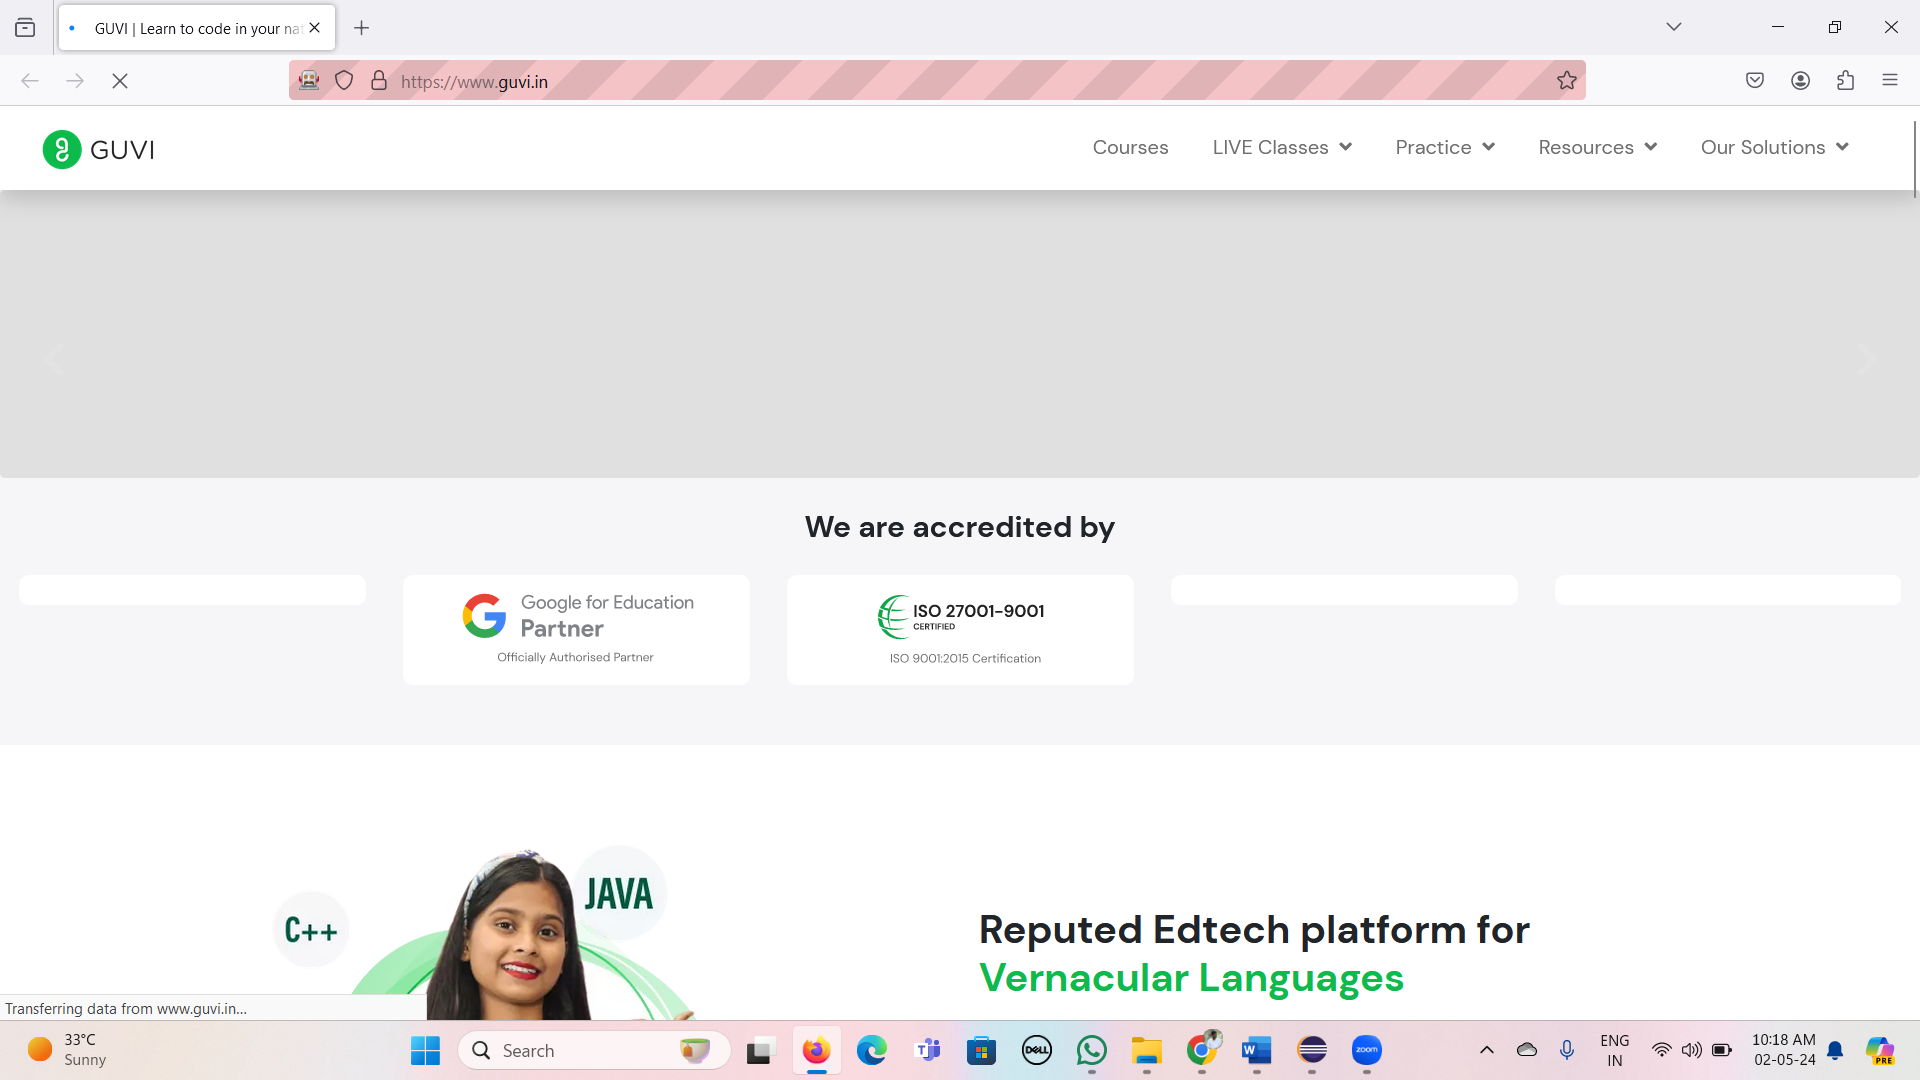 GUVI | Learn to code in your nat
https://www.guvi.in
GUVI
Courses
LIVE Classes
Practice
Resources
Our Solutions
We are accredited by
Google for Education
Partner
Officially Authorised Partner
ISO 27001-9001
CERTIFIED
ISO 9001:2015 Certification
JAVA
C++
Reputed Edtech platform for
Vernacular Languages
Transferring data from www.guvi.in...
33°C
Sunny
Search
DELL
zoom
ENG
IN
10:18 AM
02-05-24
PRE